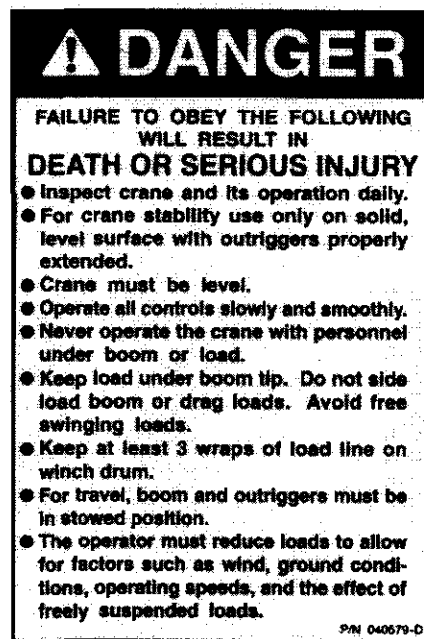 DANGER
FAILURE TO OBEY THE FOLLOWING
WILL RESULT IN
DEATH OR SERIOUS INJURY
● Inspect crane and its operation daily.
● For crane stability use only on solid,
level surface with outriggers properly
extended.
● Crane must be level.
● Operate all controls slowly and smoothly.
● Never operate the crane with personnel
under boom or load.
● Keep load under boom tip. Do not side
load boom or drag loads. Avoid free
swinging loads.
● Keep at least 3 wraps of load line on
winch drum.
● For travel, boom and outriggers must be
in stowed position.
● The operator must reduce loads to allow
for factors such as wind, ground condi-
tions, operating speeds, and the effect of
freely suspended loads.
P/N 040579-D